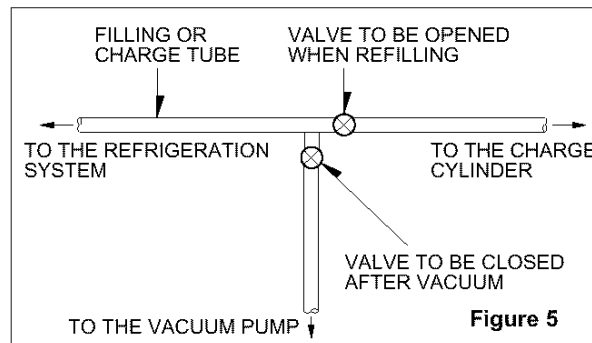 FILLING OR
CHARGE TUBE
VALVE TO BE OPENED
WHEN REFILLING
TO THE REFRIGERATION
SYSTEM
TO THE CHARGE
CYLINDER
VALVE TO BE CLOSED
AFTER VACUUM
TO THE VACUUM PUMP
Figure 5